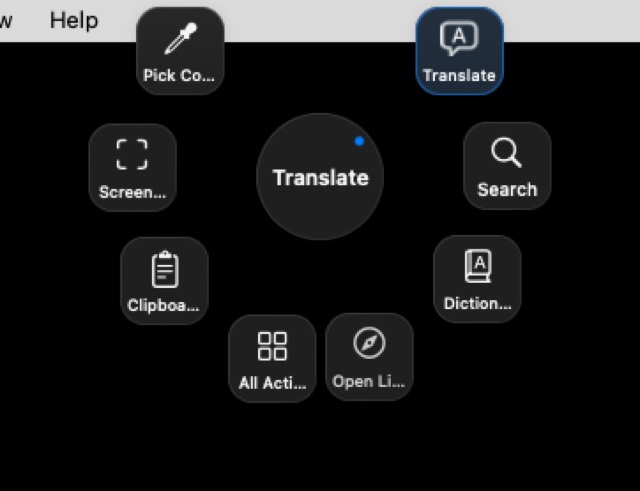 w Help
Pick Co...
Translate
Screen...
Translate
Search
Clipboa...
Diction...
All Acti...
Open Li...